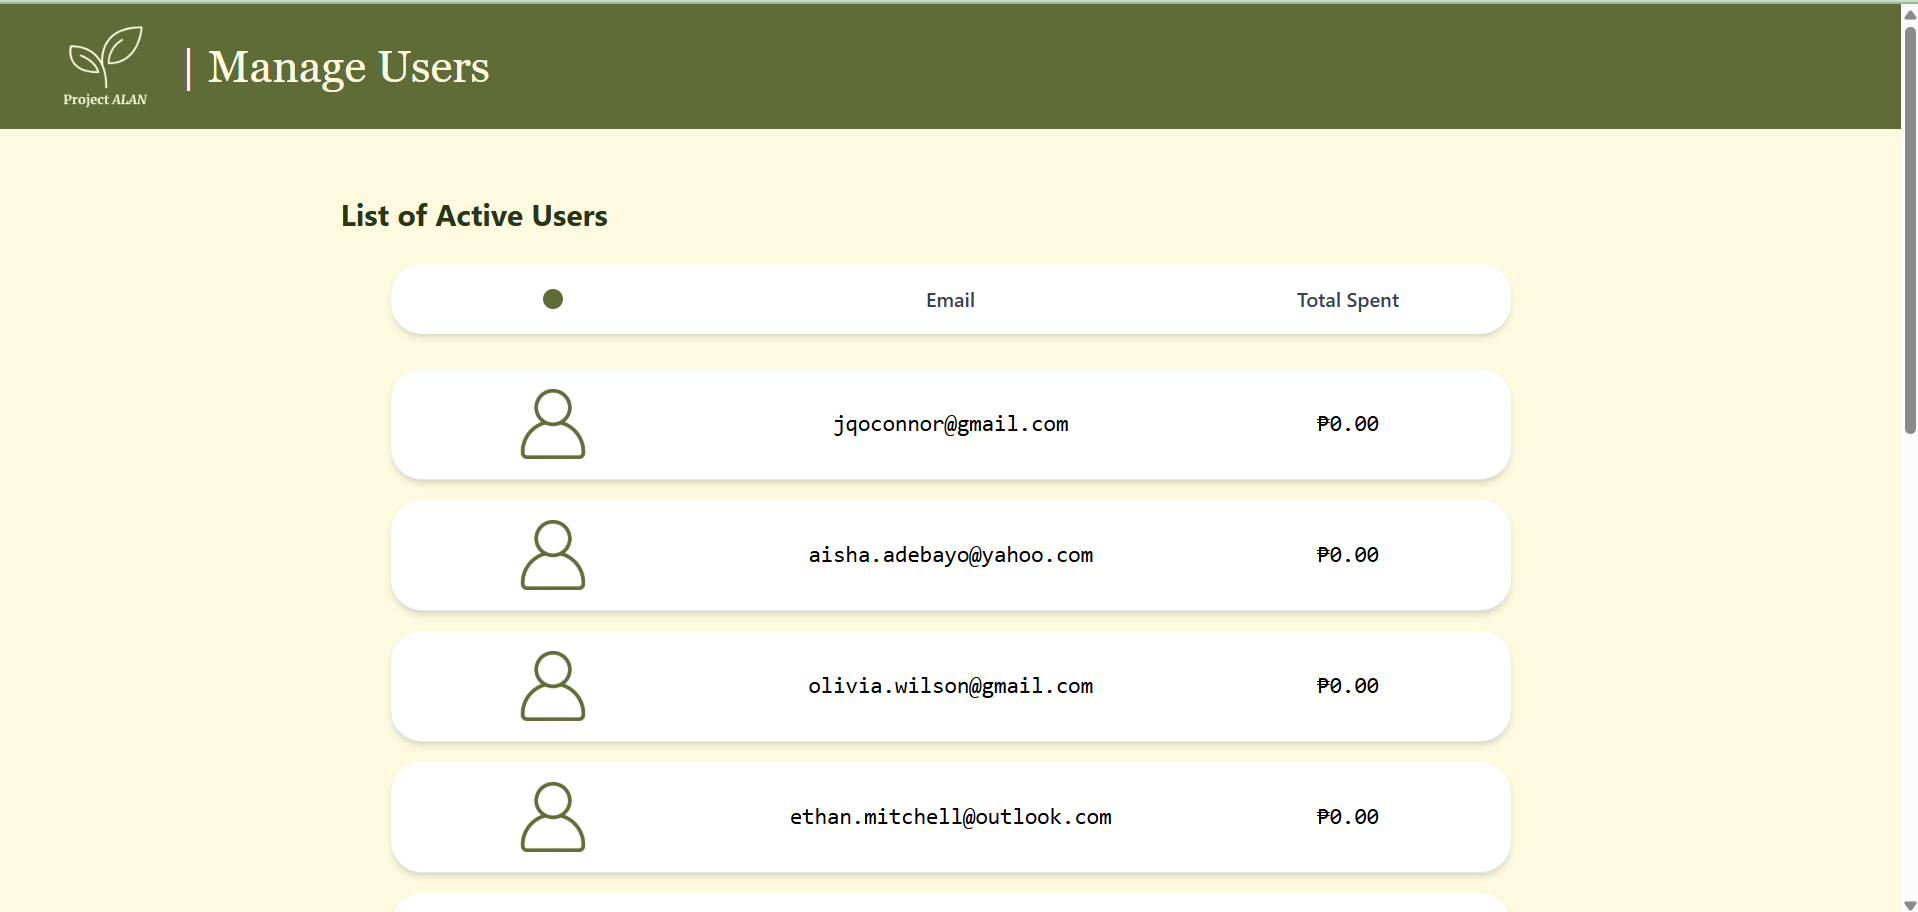 Project ALAN
| Manage Users
List of Active Users
Email Total Spent
jqoconnor@gmail.com ₱0.00
aisha.adebayo@yahoo.com ₱0.00
olivia.wilson@gmail.com ₱0.00
ethan.mitchell@outlook.com ₱0.00